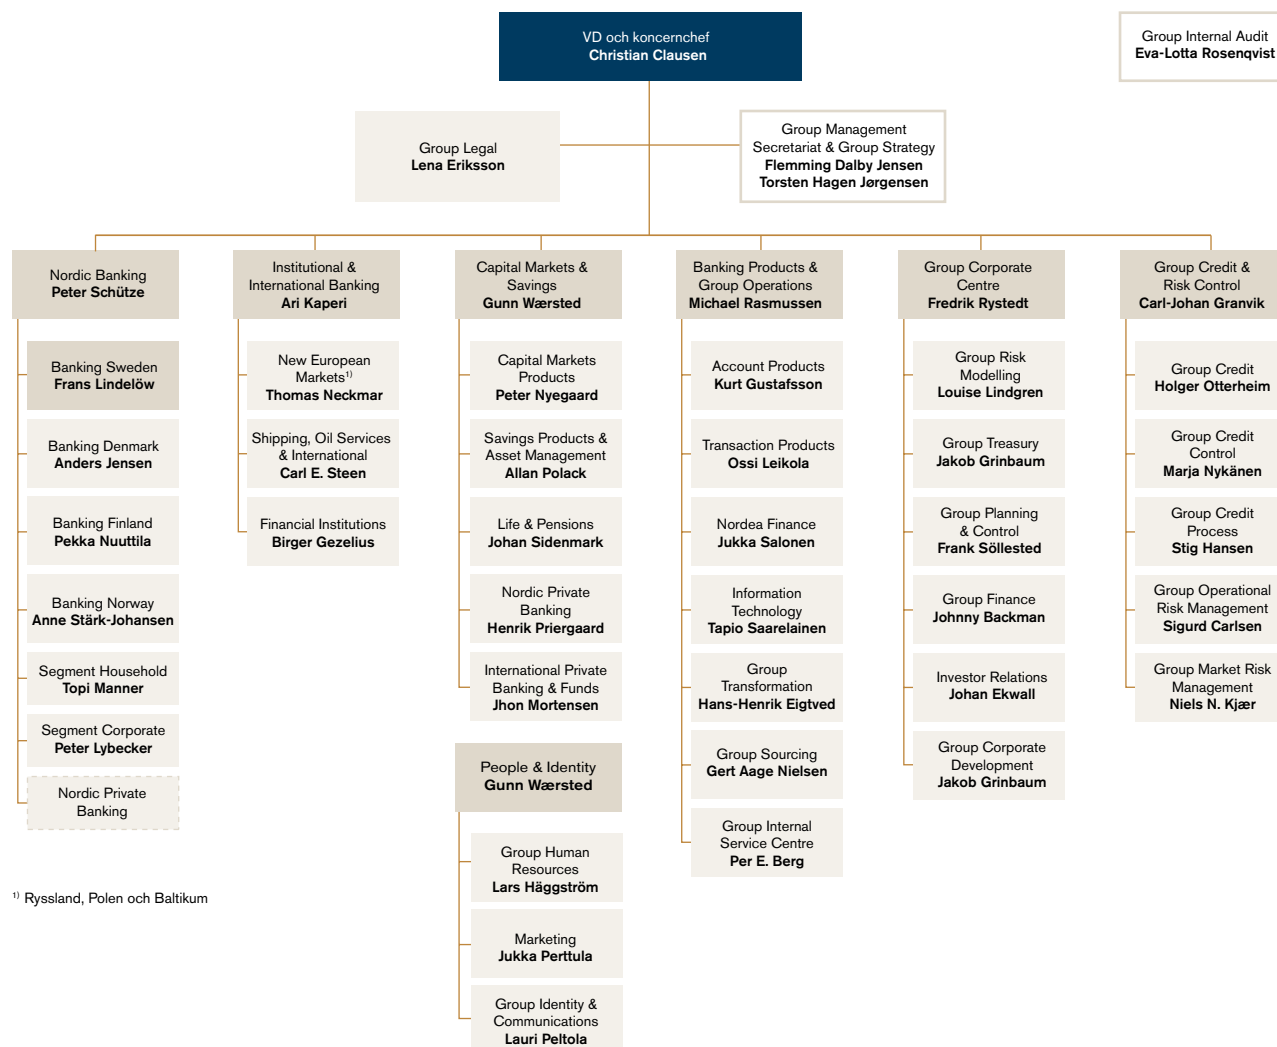 VD och koncernchef
Christian Clausen
Group Internal Audit
Eva-Lotta Rosenqvist
Group Legal
Lena Eriksson
Group Management
Secretariat & Group Strategy
Flemming Dalby Jensen
Torsten Hagen Jørgensen
Nordic Banking
Peter Schütze
Banking Sweden
Frans Lindelöw
Banking Denmark
Anders Jensen
Banking Finland
Pekka Nuuttila
Banking Norway
Anne Stärk-Johansen
Segment Household
Topi Manner
Segment Corporate
Peter Lybecker
Nordic Private
Banking
Institutional &
International Banking
Ari Kaperi
New European
Markets1)
Thomas Neckmar
Shipping, Oil Services
& International
Carl E. Steen
Financial Institutions
Birger Gezelius
Capital Markets &
Savings
Gunn Wærsted
Capital Markets
Products
Peter Nyegaard
Savings Products &
Asset Management
Allan Polack
Life & Pensions
Johan Sidenmark
Nordic Private
Banking
Henrik Priergaard
International Private
Banking & Funds
Jhon Mortensen
People & Identity
Gunn Wærsted
Group Human
Resources
Lars Häggström
Marketing
Jukka Perttula
Group Identity &
Communications
Lauri Peltola
Banking Products &
Group Operations
Michael Rasmussen
Account Products
Kurt Gustafsson
Transaction Products
Ossi Leikola
Nordea Finance
Jukka Salonen
Information
Technology
Tapio Saarelainen
Group
Transformation
Hans-Henrik Eigtved
Group Sourcing
Gert Aage Nielsen
Group Internal
Service Centre
Per E. Berg
Group Corporate
Centre
Fredrik Rystedt
Group Risk
Modelling
Louise Lindgren
Group Treasury
Jakob Grinbaum
Group Planning
& Control
Frank Söllested
Group Finance
Johnny Backman
Investor Relations
Johan Ekwall
Group Corporate
Development
Jakob Grinbaum
Group Credit &
Risk Control
Carl-Johan Granvik
Group Credit
Holger Otterheim
Group Credit
Control
Marja Nykänen
Group Credit
Process
Stig Hansen
Group Operational
Risk Management
Sigurd Carlsen
Group Market Risk
Management
Niels N. Kjær
1) Ryssland, Polen och Baltikum